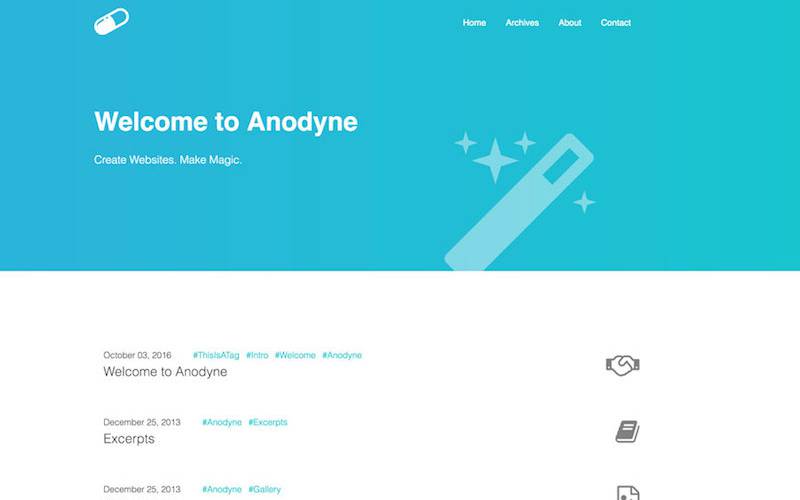 Home Archives About Contact
Welcome to Anodyne
Create Websites. Make Magic.
October 03, 2016 #ThisIsATag #Intro #Welcome #Anodyne
Welcome to Anodyne
December 25, 2013 #Anodyne #Excerpts
Excerpts
December 25, 2013 #Anodyne #Gallery